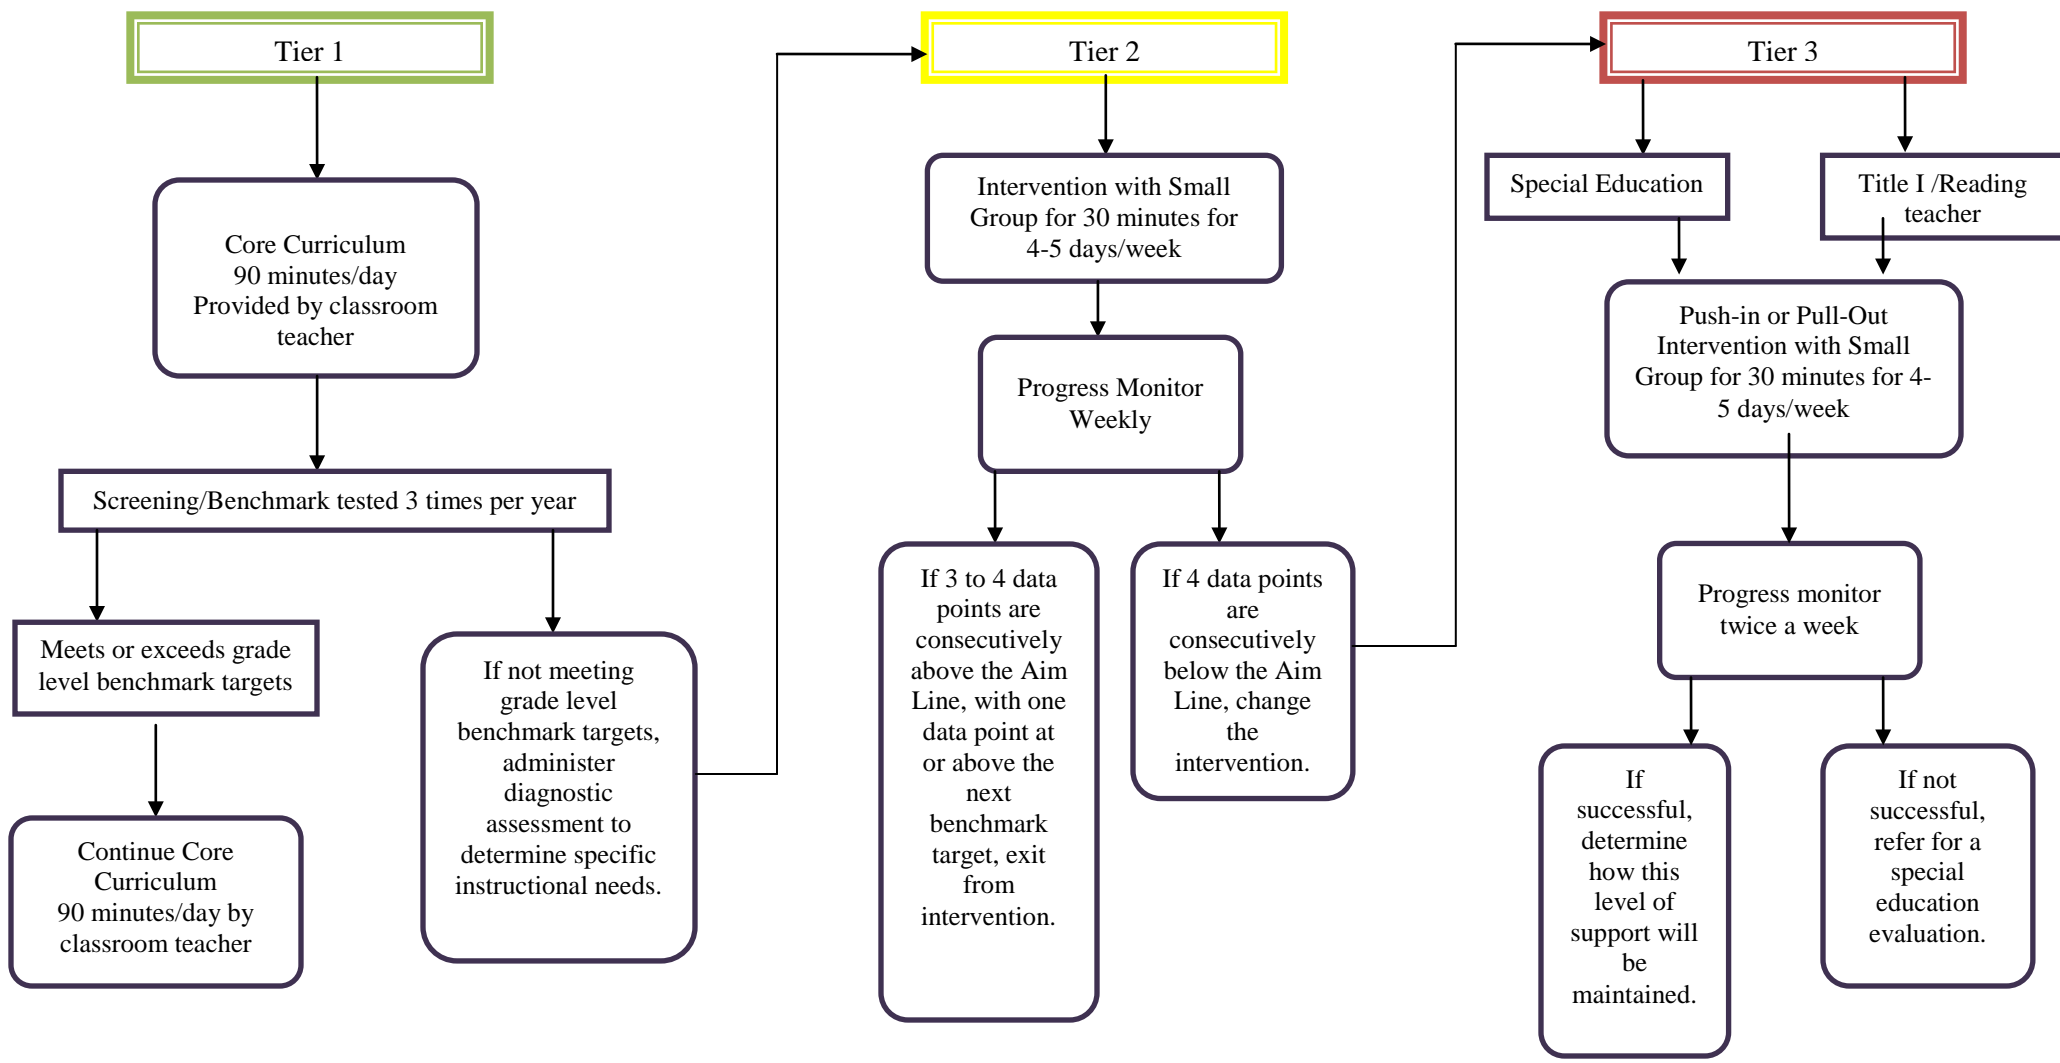 Tier 1
Core Curriculum
90 minutes/day
Provided by classroom
teacher
Screening/Benchmark tested 3 times per year
Meets or exceeds grade
level benchmark targets
Continue Core
Curriculum
90 minutes/day by
classroom teacher
If not meeting
grade level
benchmark targets,
administer
diagnostic
assessment to
determine specific
instructional needs.
Tier 2
Intervention with Small
Group for 30 minutes for
4-5 days/week
Progress Monitor
Weekly
If 3 to 4 data
points are
consecutively
above the Aim
Line, with one
data point at
or above the
next
benchmark
target, exit
from
intervention.
If 4 data points
are
consecutively
below the Aim
Line, change
the
intervention.
Tier 3
Special Education
Title I /Reading
teacher
Push-in or Pull-Out
Intervention with Small
Group for 30 minutes for 4-
5 days/week
Progress monitor
twice a week
If
successful,
determine
how this
level of
support will
be
maintained.
If not
successful,
refer for a
special
education
evaluation.